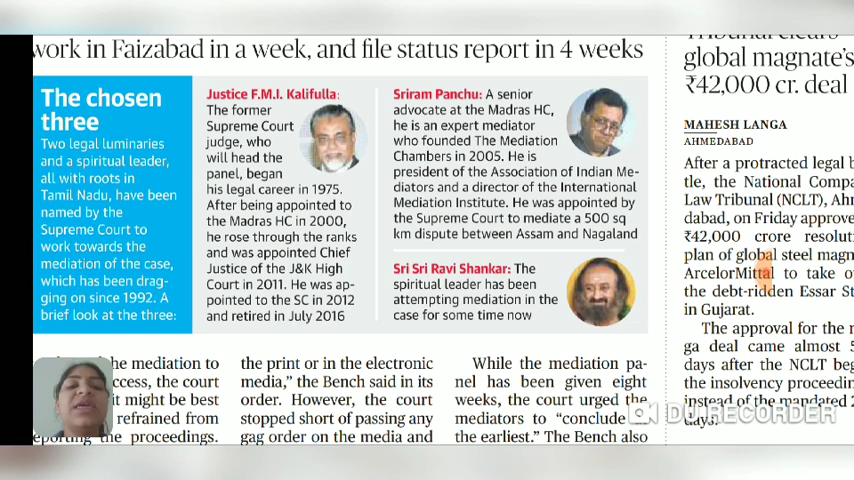 work in Faizabad in a week, and file status report in 4 weeks
The chosen
three
Two legal luminaries
and a spiritual leader,
all with roots in
Tamil Nadu, have been
named by the
Supreme Court to
work towards the
mediation of the case,
which has been drag-
ging on since 1992. A
brief look at the three:
Justice F.M.I. Kalifulla:
The former
Supreme Court
judge, who
will head the
panel, began
his legal career in 1975.
After being appointed to
the Madras HC in 2000,
he rose through the ranks
and was appointed Chief
Justice of the J&K High
Court in 2011. He was ap-
pointed to the SC in 2012
and retired in July 2016
Sriram Panchu: A senior
advocate at the Madras HC,
he is an expert mediator
who founded The Mediation
Chambers in 2005. He is
president of the Association of Indian Me-
diators and a director of the International
Mediation Institute. He was appointed by
the Supreme Court to mediate a 500 sq
km dispute between Assam and Nagaland
Sri Sri Ravi Shankar: The
spiritual leader has been
attempting mediation in the
case for some time now
the mediation to
the court
it might be best
refrained from
reporting the proceedings.
the print or in the electronic
media,” the Bench said in its
order. However, the court
stopped short of passing any
gag order on the media and
While the mediation pa-
nel has been given eight
weeks, the court urged the
mediators to “conclude at
the earliest”. The Bench also
Tribunal clears
global magnate’s
₹42,000 cr. deal
MAHESH LANGA
AHMEDABAD
After a protracted legal b
tle, the National Compa
Law Tribunal (NCLT), Ah
dabad, on Friday approve
₹42,000 crore resoluti
plan of global steel magn
ArcelorMittal to take o
the debt-ridden Essar St
in Gujarat.
The approval for the
ga deal came almost 5
days after the NCLT beg
the insolvency proceedin
instead of the mandated 2
days.
DU RECORDER